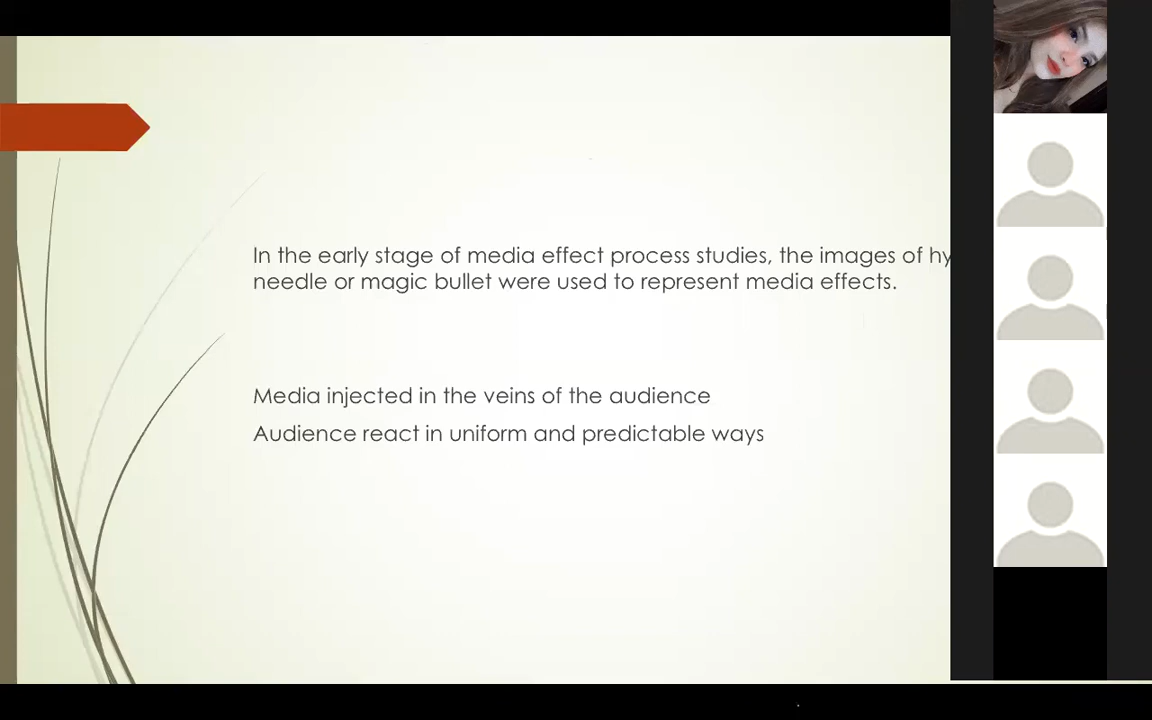 In the early stage of media effect process studies, the images of hy
needle or magic bullet were used to represent media effects.
Media injected in the veins of the audience
Audience react in uniform and predictable ways